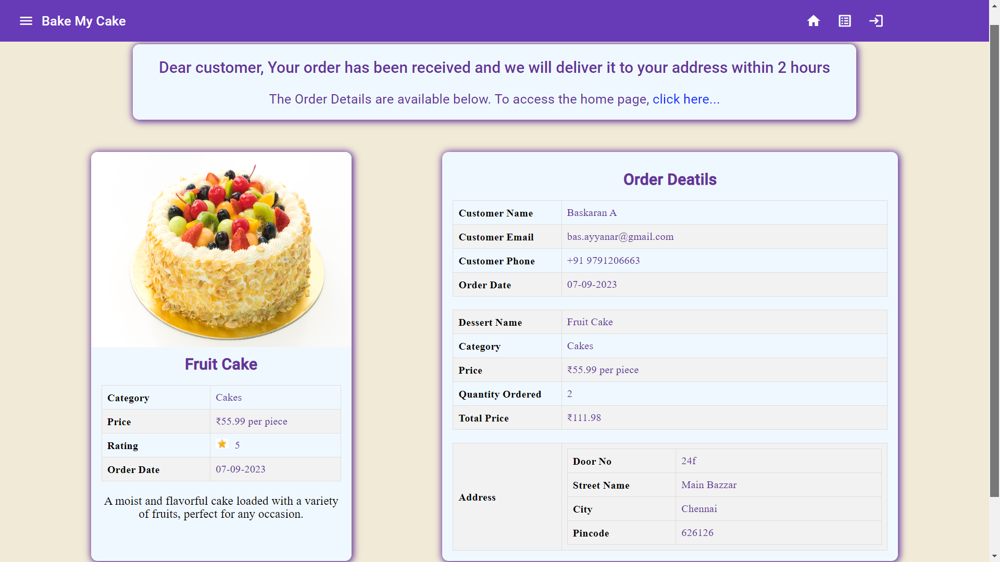 Bake My Cake
Dear customer, Your order has been received and we will deliver it to your address within 2 hours
The Order Details are available below. To access the home page, click here...
Fruit Cake
Category Cakes
Price ₹55.99 per piece
Rating 5
Order Date 07-09-2023
A moist and flavorful cake loaded with a variety
of fruits, perfect for any occasion.
Order Deatils
Customer Name Baskaran A
Customer Email bas.ayyanar@gmail.com
Customer Phone +91 9791206663
Order Date 07-09-2023
Dessert Name Fruit Cake
Category Cakes
Price ₹55.99 per piece
Quantity Ordered 2
Total Price ₹111.98
Address
Door No 24f
Street Name Main Bazzar
City Chennai
Pincode 626126